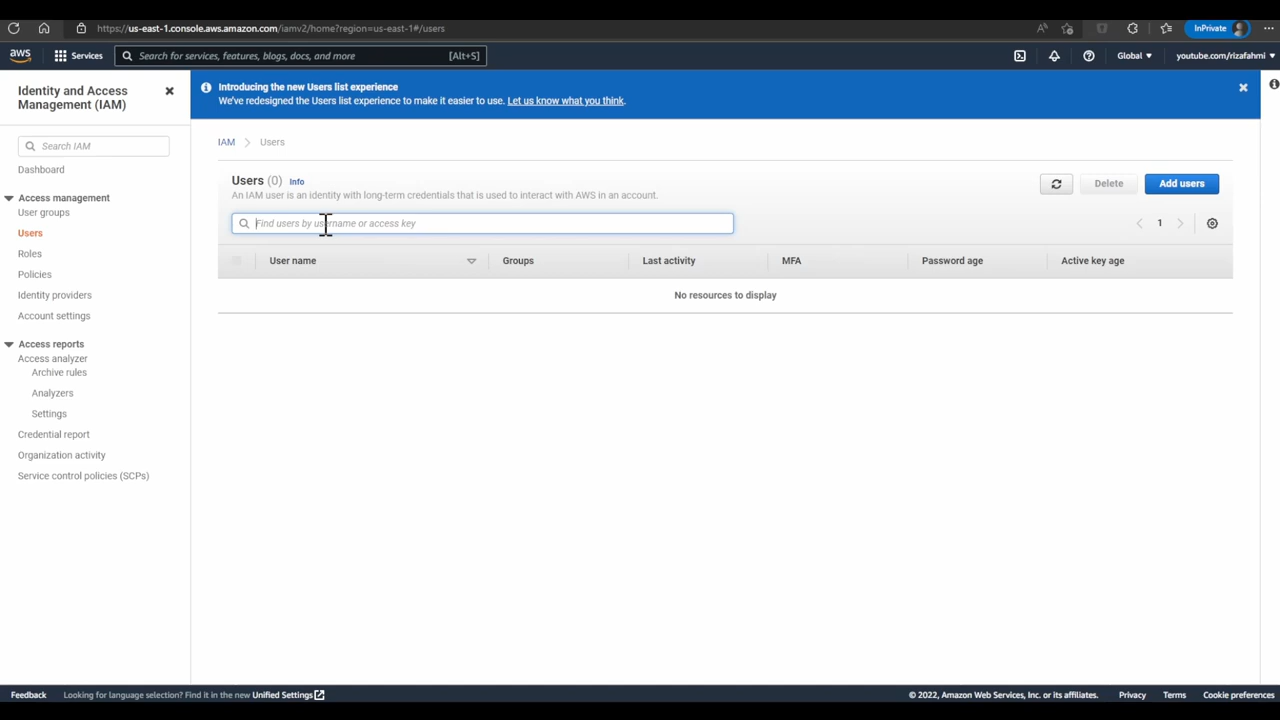 https://us-east-1.console.aws.amazon.com/iamv2/home?region=us-east-1#/users
InPrivate
aws
Services
Search for services, features, blogs, docs, and more
[Alt+S]
Global
youtube.com/rizafahmi
Identity and Access
Management (IAM)
Search IAM
Dashboard
Access management
User groups
Users
Roles
Policies
Identity providers
Account settings
Access reports
Access analyzer
Archive rules
Analyzers
Settings
Credential report
Organization activity
Service control policies (SCPs)
Introducing the new Users list experience
We've redesigned the Users list experience to make it easier to use. Let us know what you think.
IAM > Users
Users (0) Info
An IAM user is an identity with long-term credentials that is used to interact with AWS in an account.
Delete
Add users
Find users by username or access key
1
User name
Groups
Last activity
MFA
Password age
Active key age
No resources to display
Feedback
Looking for language selection? Find it in the new Unified Settings
© 2022, Amazon Web Services, Inc. or its affiliates.
Privacy
Terms
Cookie preferences